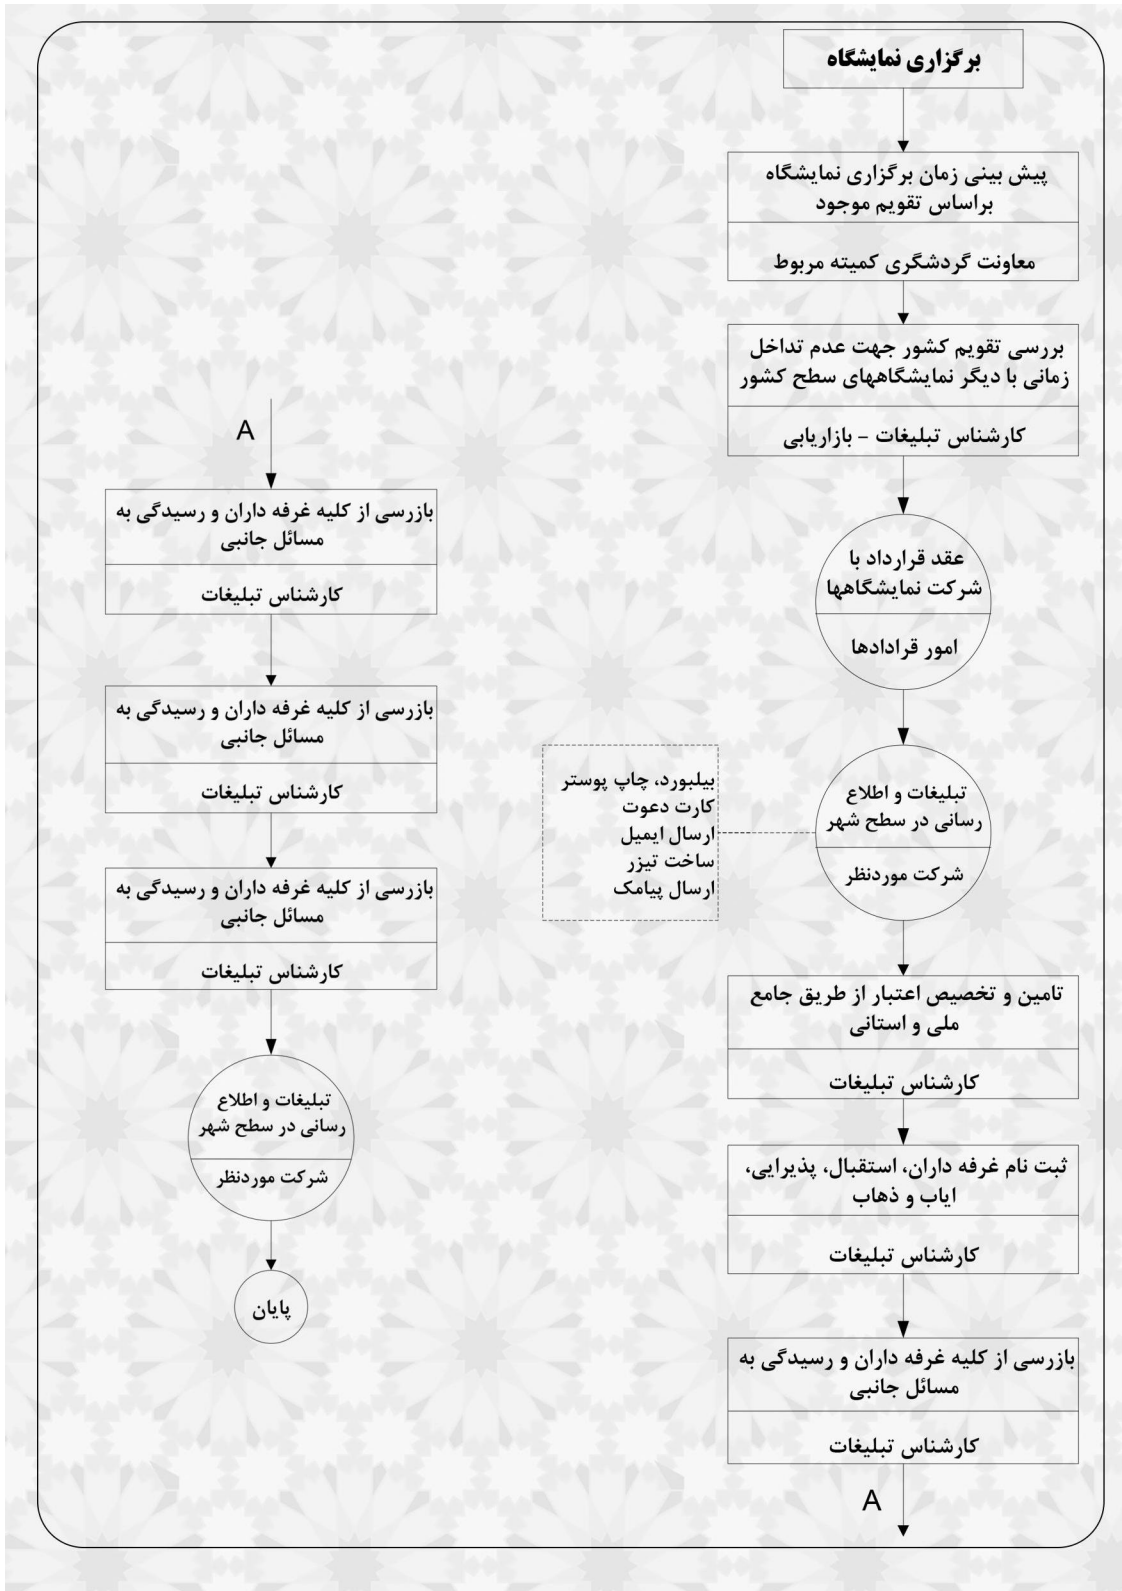 برگزاری نمایشگاه
پیش بینی زمان برگزاری نمایشگاه
براساس تقویم موجود
معاونت گردشگری کمیته مربوط
بررسی تقویم کشور جهت عدم تداخل
زمانی با دیگر نمایشگاههای سطح کشور
کارشناس تبلیغات - بازاریابی
عقد قرارداد با
شرکت نمایشگاهها
امور قرادادها
تبلیغات و اطلاع
رسانی در سطح شهر
شرکت موردنظر
بیلبورد، چاپ پوستر
کارت دعوت
ارسال ایمیل
ساخت تیزر
ارسال پیامک
تامین و تخصیص اعتبار از طریق جامع
ملی و استانی
کارشناس تبلیغات
ثبت نام غرفه داران، استقبال، پذیرایی،
ایاب و ذهاب
کارشناس تبلیغات
بازرسی از کلیه غرفه داران و رسیدگی به
مسائل جانبی
کارشناس تبلیغات
A
A
بازرسی از کلیه غرفه داران و رسیدگی به
مسائل جانبی
کارشناس تبلیغات
بازرسی از کلیه غرفه داران و رسیدگی به
مسائل جانبی
کارشناس تبلیغات
بازرسی از کلیه غرفه داران و رسیدگی به
مسائل جانبی
کارشناس تبلیغات
تبلیغات و اطلاع
رسانی در سطح شهر
شرکت موردنظر
پایان